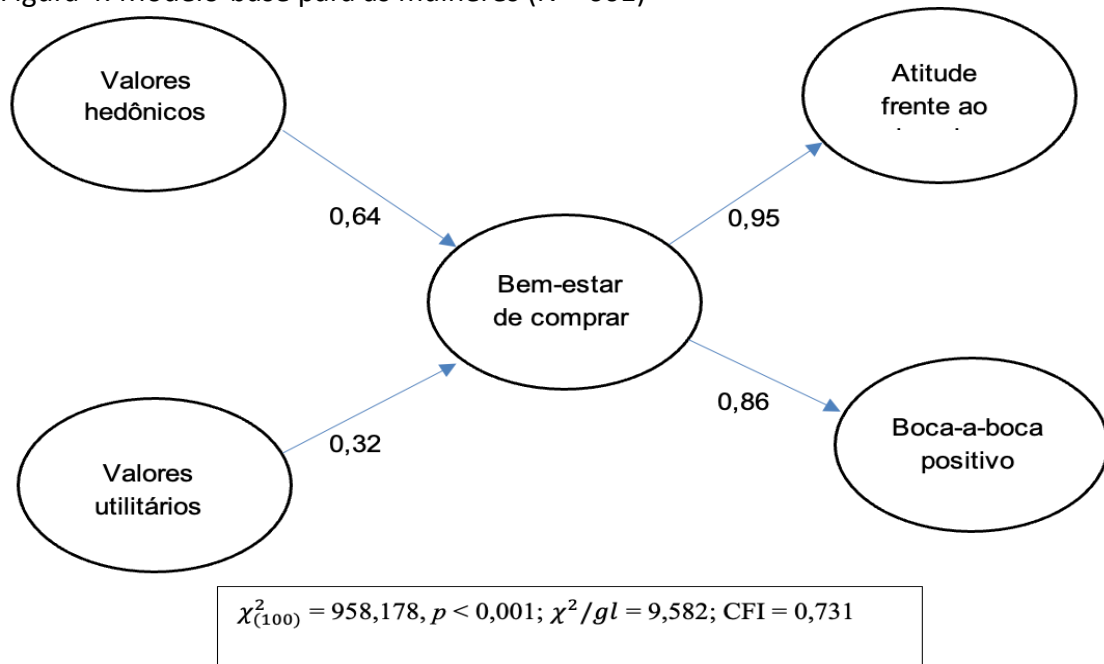 Valores
hedônicos
Atitude
frente ao
0,64
0,95
Bem-estar
de comprar
0,32
0,86
Valores
utilitários
Boca-a-boca
positivo
χ²₍₁₀₀₎ = 958,178, p < 0,001; χ²/gl = 9,582; CFI = 0,731